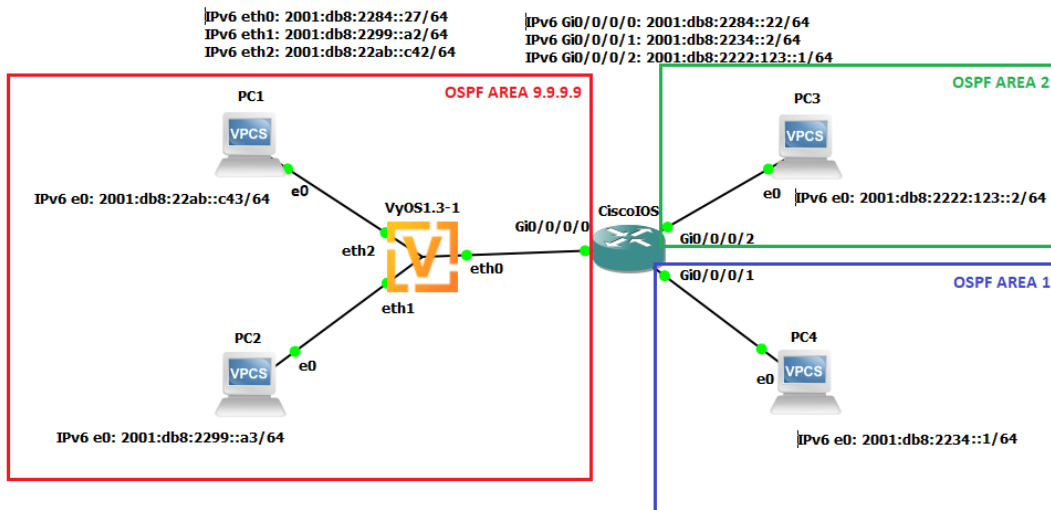 IPv6 eth0: 2001:db8:2284::27/64
IPv6 eth1: 2001:db8:2299::a2/64
IPv6 eth2: 2001:db8:22ab::c42/64
IPv6 Gi0/0/0/0: 2001:db8:2284::22/64
IPv6 Gi0/0/0/1: 2001:db8:2234::2/64
IPv6 Gi0/0/0/2: 2001:db8:2222:123::1/64
OSPF AREA 9.9.9.9
PC1
VPCS
e0
IPv6 e0: 2001:db8:22ab::c43/64
VyOS1.3-1
V
eth2
eth0
eth1
PC2
VPCS
e0
IPv6 e0: 2001:db8:2299::a3/64
Gi0/0/0/0
CiscoIOS
Gi0/0/0/2
Gi0/0/0/1
OSPF AREA 2
PC3
VPCS
e0
IPv6 e0: 2001:db8:2222:123::2/64
OSPF AREA 1
PC4
VPCS
e0
IPv6 e0: 2001:db8:2234::1/64